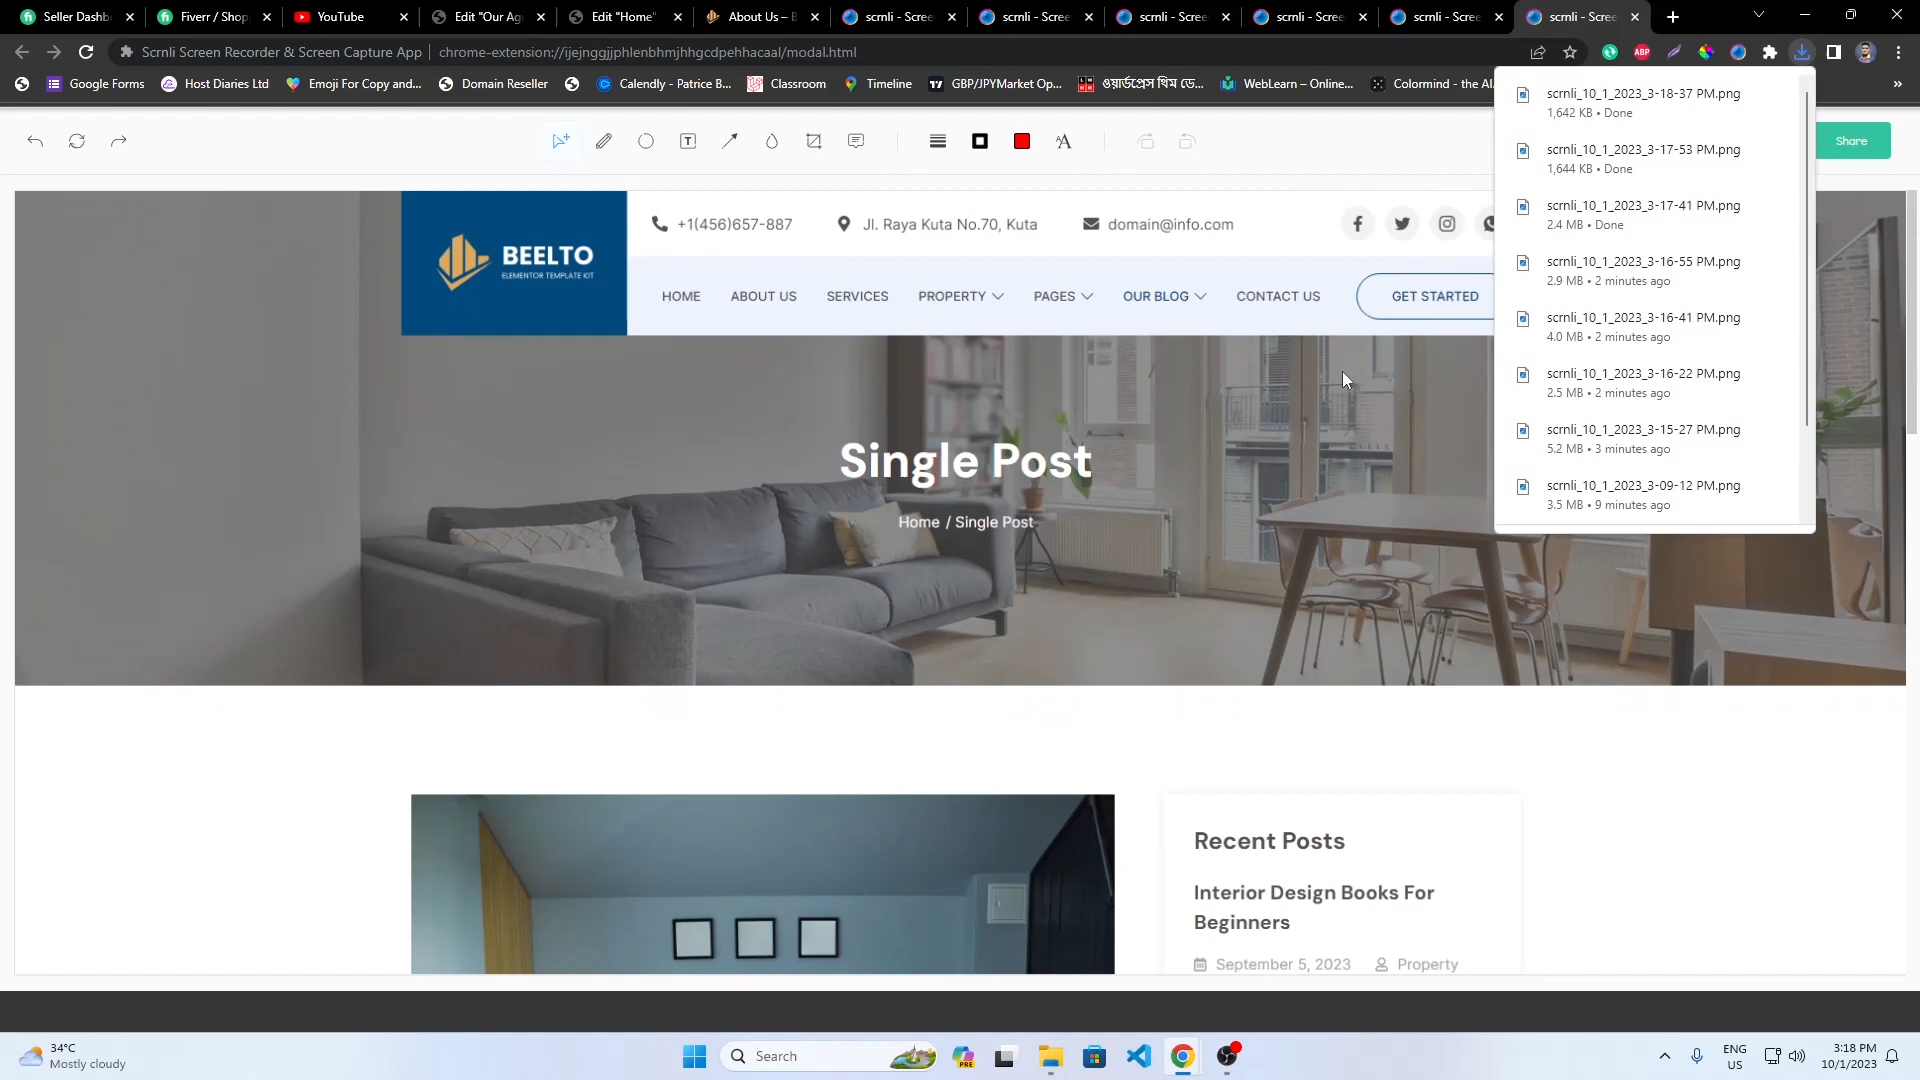 Seller Dashb
Fiverr / Shop
YouTube
Edit "Our Ag
Edit "Home"
About Us – B
scrnli - Scree
scrnli - Scree
scrnli - Scree
scrnli - Scree
scrnli - Scree
scrnli - Scree
Scrnli Screen Recorder & Screen Capture App
chrome-extension://ijejnggjjphlenbhmjhhgcdpehhacaal/modal.html
ABP
Google Forms
Host Diaries Ltd
Emoji For Copy and...
Domain Reseller
Calendly - Patrice B...
Classroom
Timeline
GBP/JPYMarket Op...
ওয়ার্ডপ্রেস থিম ডে...
WebLearn – Online...
Colormind - the AI
scrnli_10_1_2023_3-18-37 PM.png
1,642 KB • Done
scrnli_10_1_2023_3-17-53 PM.png
1,644 KB • Done
scrnli_10_1_2023_3-17-41 PM.png
2.4 MB • Done
scrnli_10_1_2023_3-16-55 PM.png
2.9 MB • 2 minutes ago
scrnli_10_1_2023_3-16-41 PM.png
4.0 MB • 2 minutes ago
scrnli_10_1_2023_3-16-22 PM.png
2.5 MB • 2 minutes ago
scrnli_10_1_2023_3-15-27 PM.png
5.2 MB • 3 minutes ago
scrnli_10_1_2023_3-09-12 PM.png
3.5 MB • 9 minutes ago
Share
BEELTO
ELEMENTOR TEMPLATE KIT
+1(456)657-887
Jl. Raya Kuta No.70, Kuta
domain@info.com
HOME
ABOUT US
SERVICES
PROPERTY
PAGES
OUR BLOG
CONTACT US
GET STARTED
Single Post
Home / Single Post
Recent Posts
Interior Design Books For
Beginners
September 5, 2023
Property
34°C
Mostly cloudy
Search
PRE
ENG
US
3:18 PM
10/1/2023